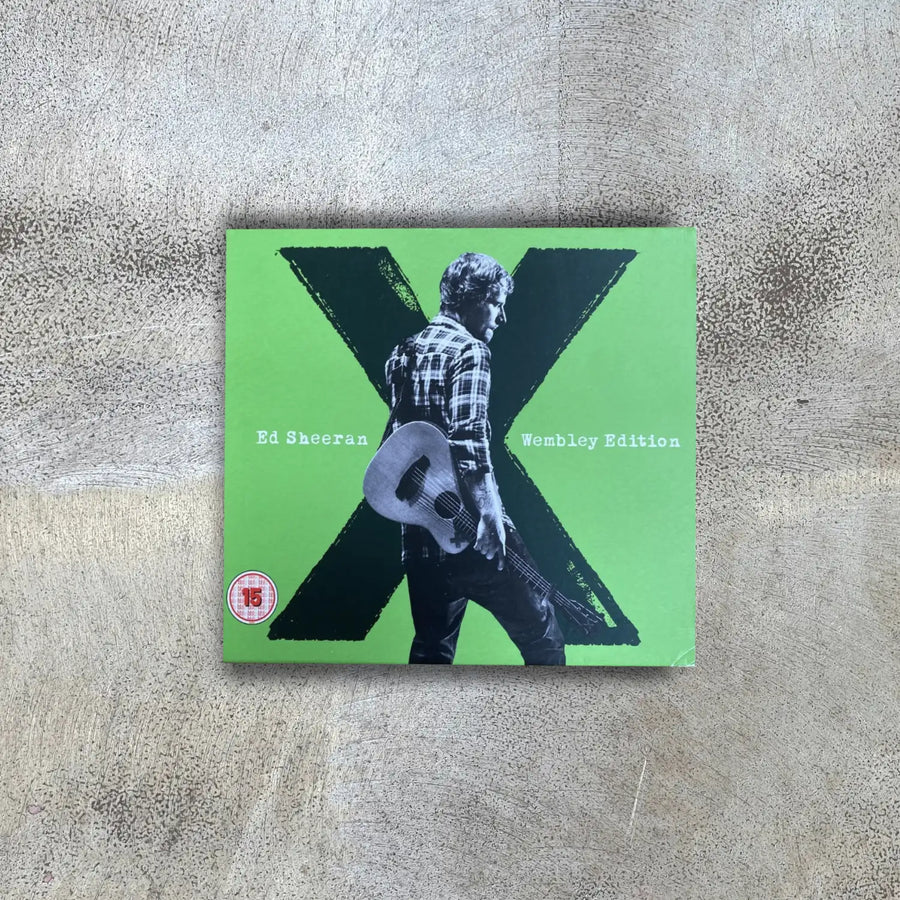 X
Ed Sheeran
Wembley Edition
15